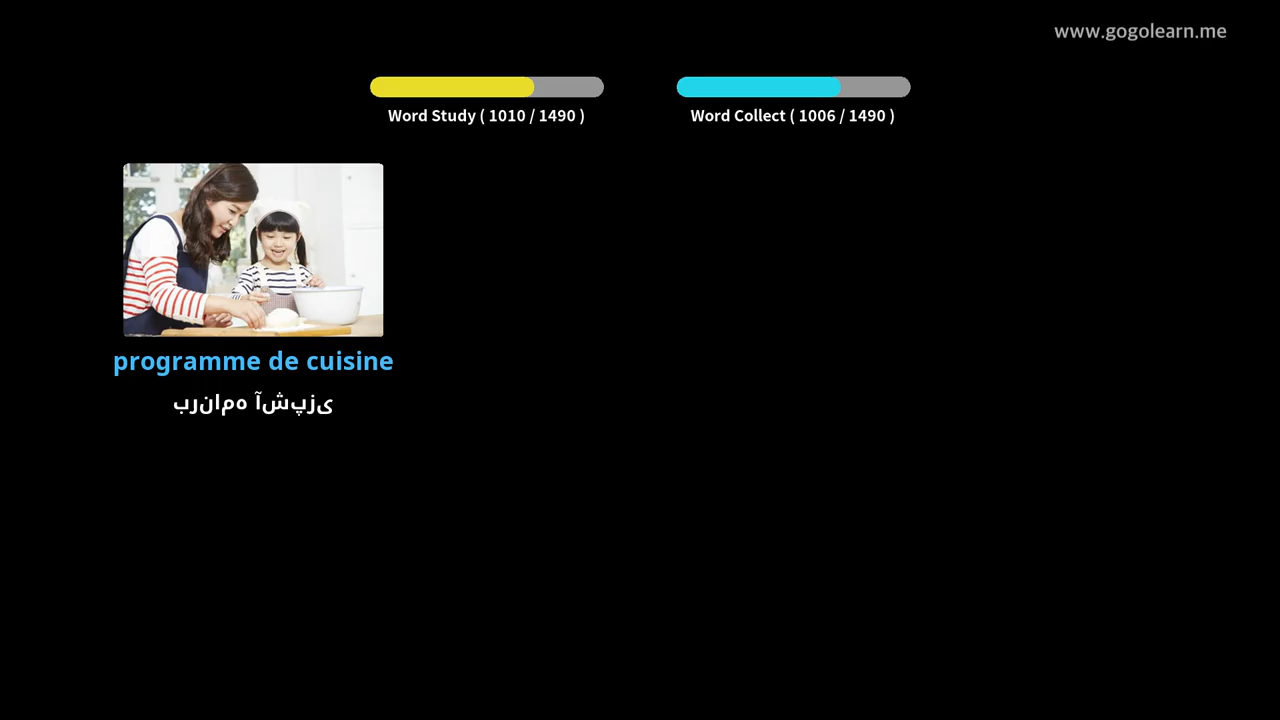 www.gogolearn.me
Word Study ( 1010 / 1490 )
Word Collect ( 1006 / 1490 )
programme de cuisine
برنامه آشپزی